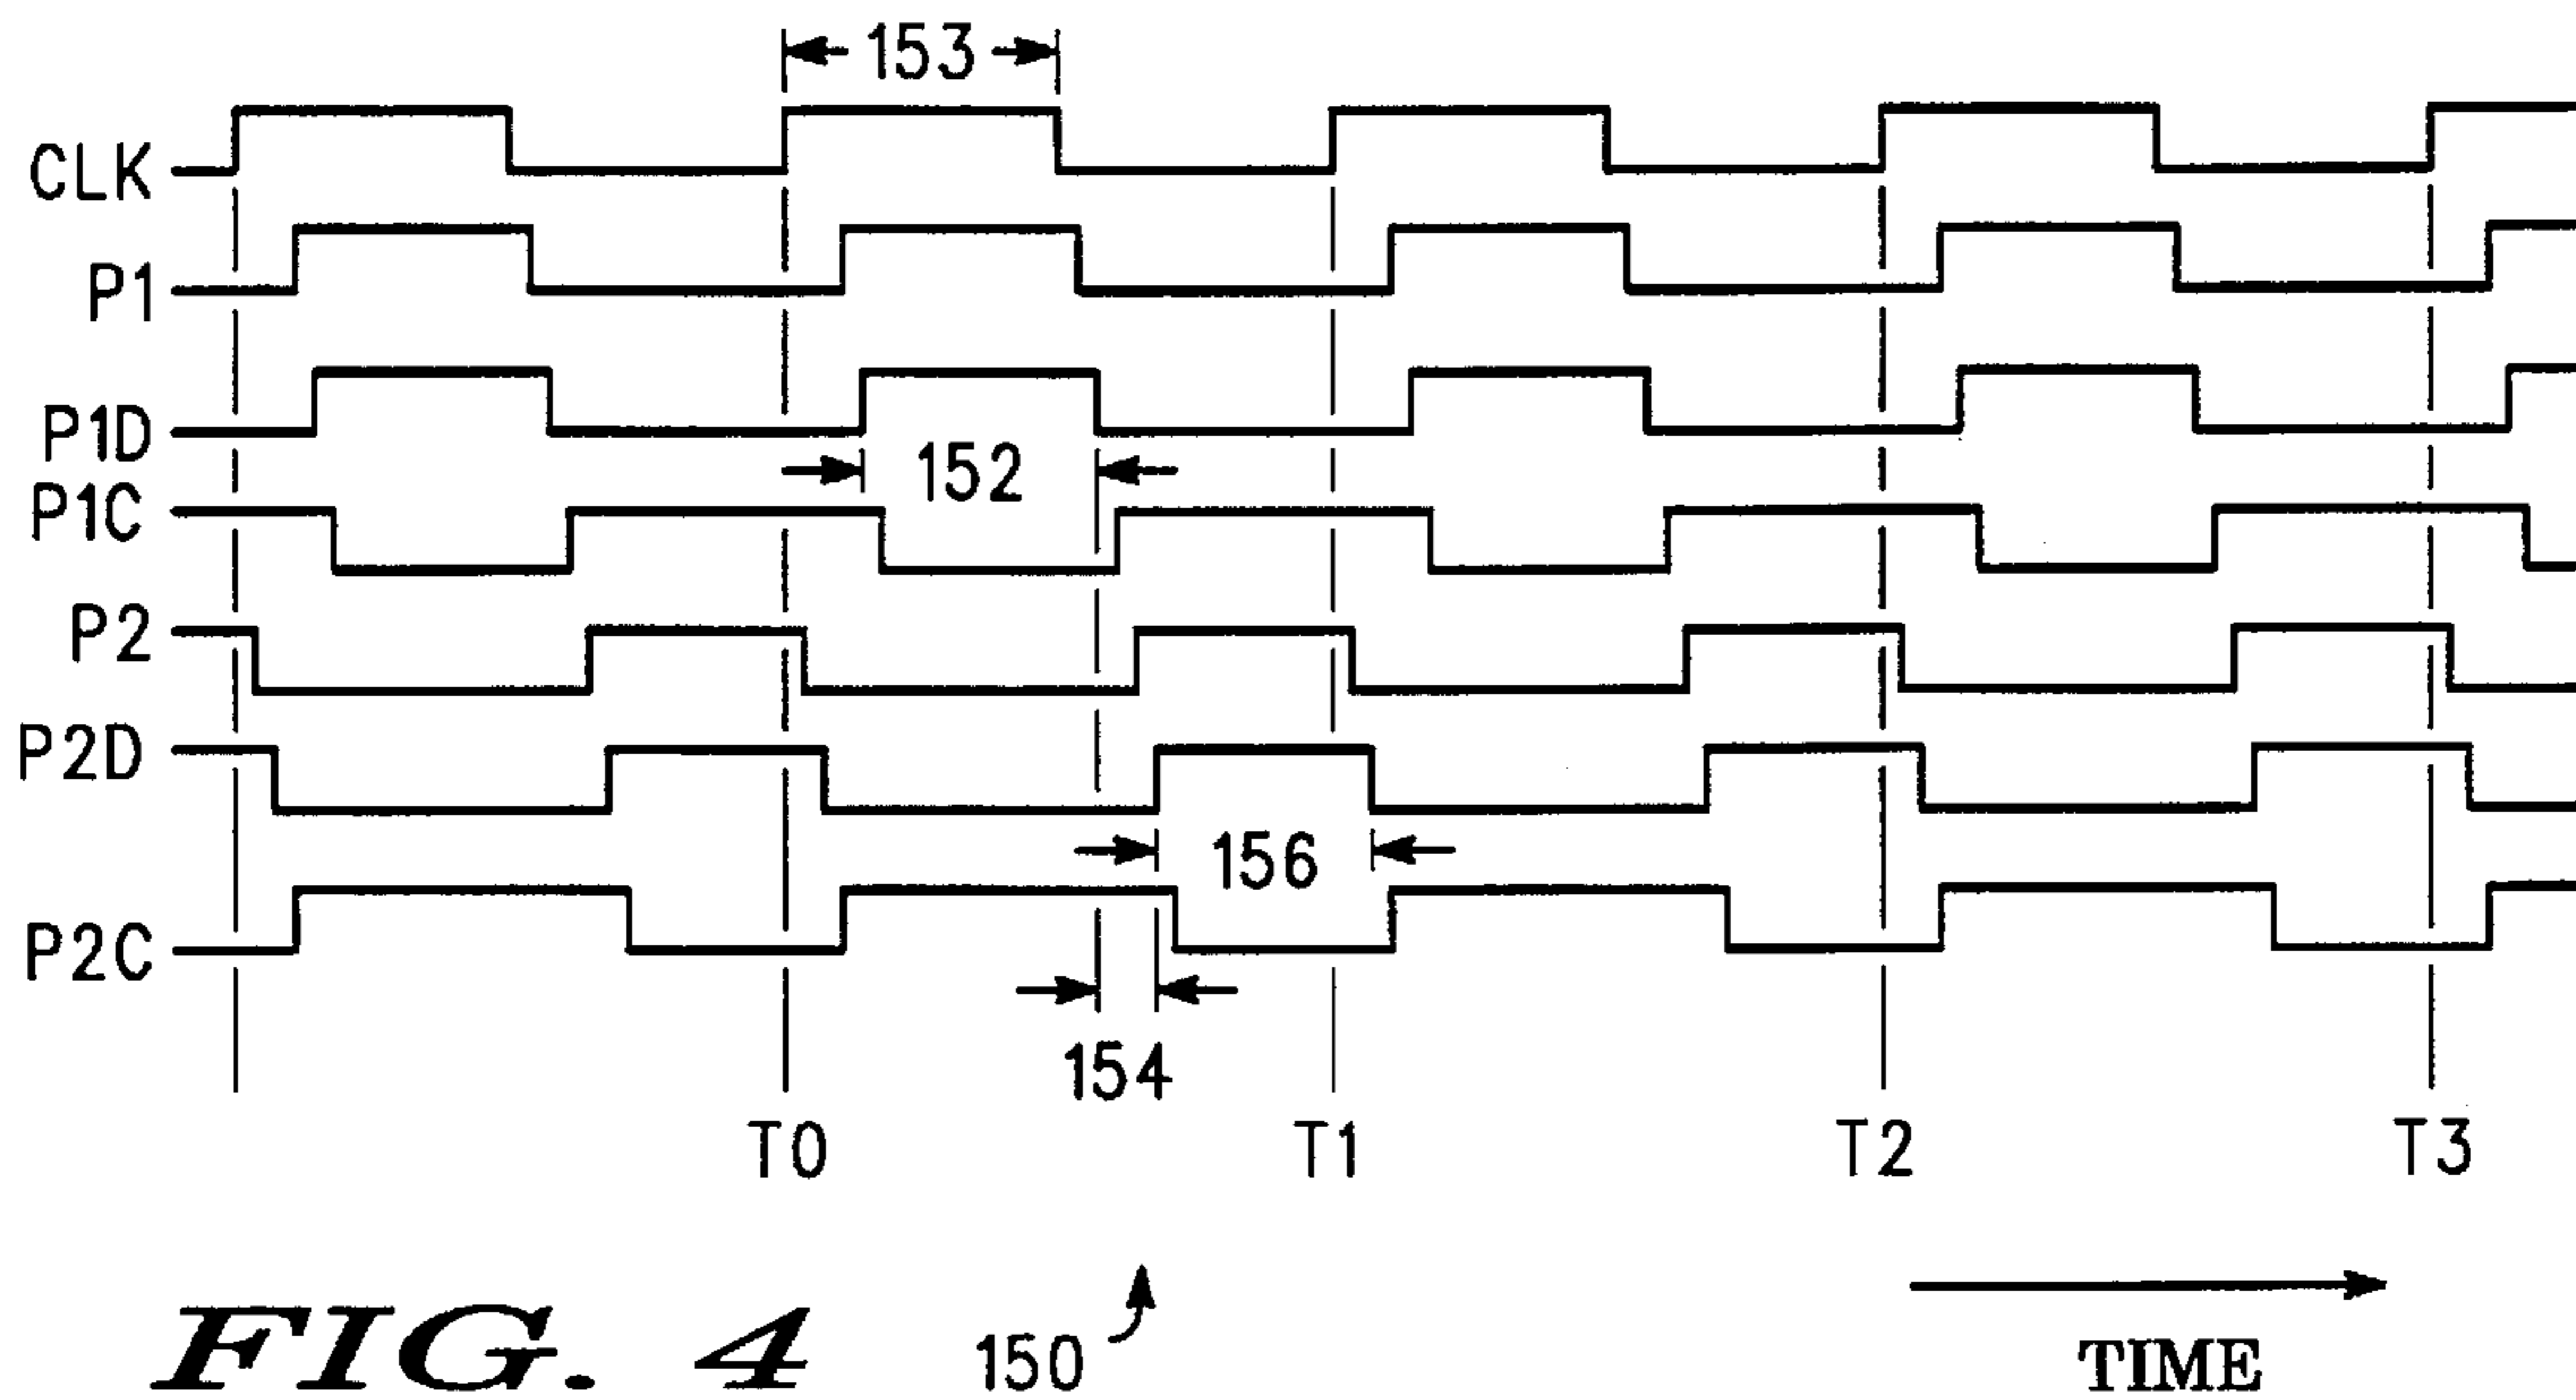 153
CLK
P1
P1D
152
P1C
P2
P2D
156
P2C
154
T0 T1 T2 T3
FIG. 4 150 TIME